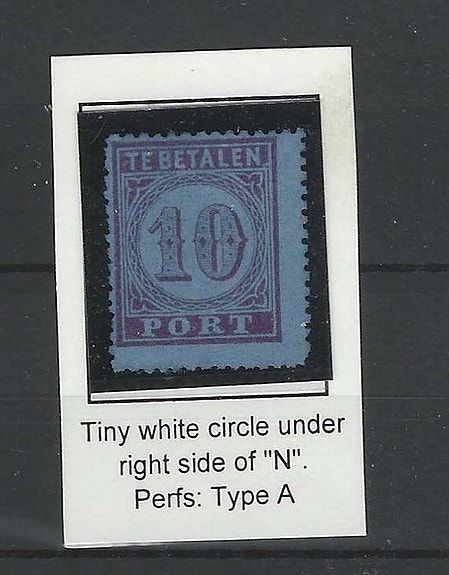 TE BETALEN
10
PORT
Tiny white circle under
right side of "N".
Perfs: Type A